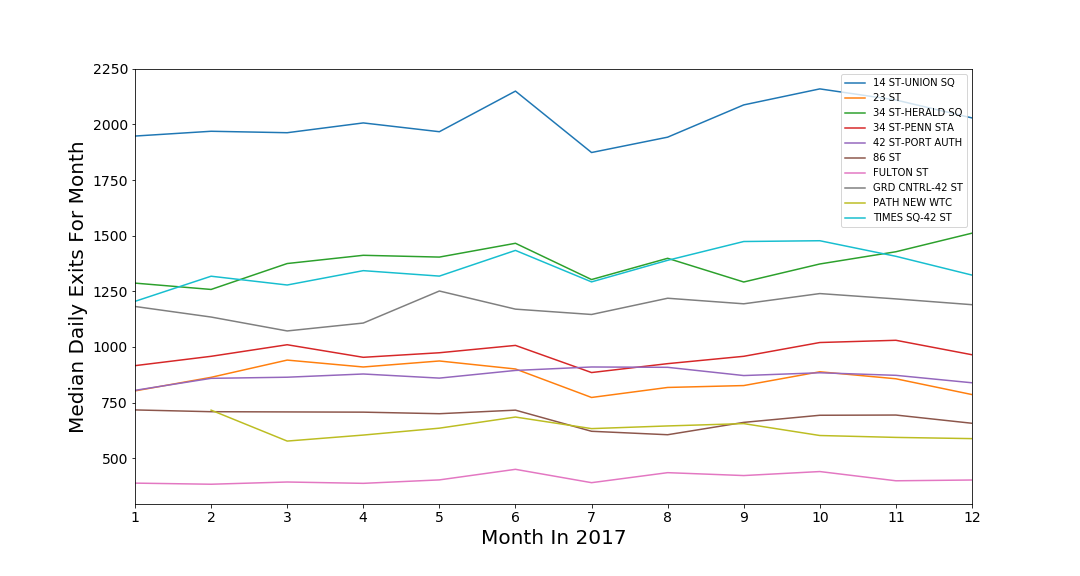 2250
2000
1750
1500
1250
1000
750
500
Median Daily Exits For Month
14 ST-UNION SQ
23 ST
34 ST-HERALD SQ
34 ST-PENN STA
42 ST-PORT AUTH
86 ST
FULTON ST
GRD CNTRL-42 ST
PATH NEW WTC
TIMES SQ-42 ST
1 2 3 4 5 6 7 8 9 10 11 12
Month In 2017